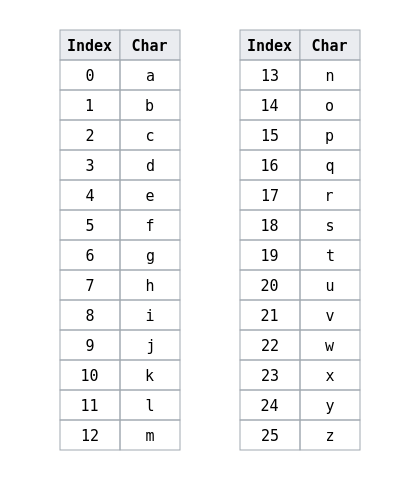 Index Char
0 a
1 b
2 c
3 d
4 e
5 f
6 g
7 h
8 i
9 j
10 k
11 l
12 m
Index Char
13 n
14 o
15 p
16 q
17 r
18 s
19 t
20 u
21 v
22 w
23 x
24 y
25 z